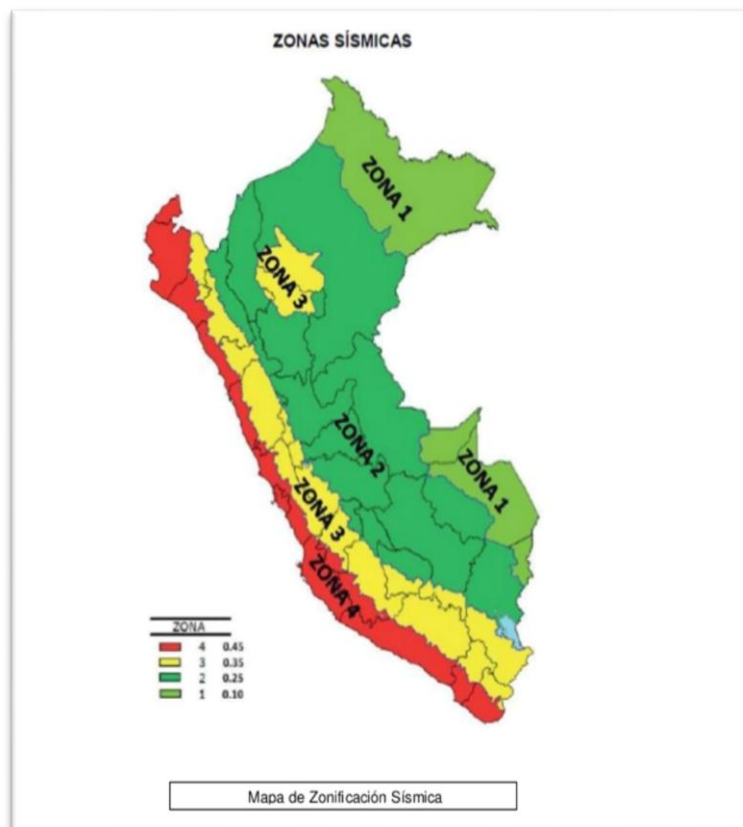 ZONAS SÍSMICAS
ZONA 1
ZONA 3
ZONA 2
ZONA 1
ZONA 3
ZONA 4
ZONA
4 0.45
3 0.35
2 0.25
1 0.10
Mapa de Zonificación Sísmica